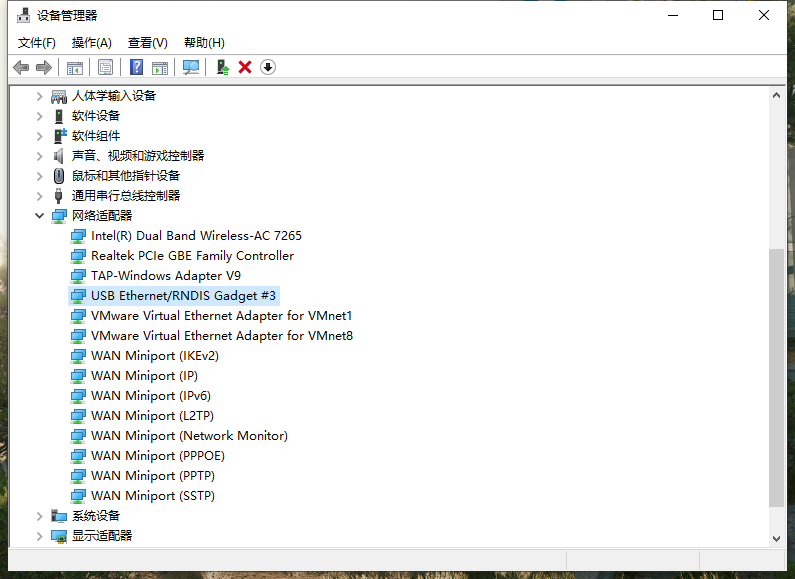 设备管理器
文件(F) 操作(A) 查看(V) 帮助(H)
人体学输入设备
软件设备
软件组件
声音、视频和游戏控制器
鼠标和其他指针设备
通用串行总线控制器
网络适配器
Intel(R) Dual Band Wireless-AC 7265
Realtek PCIe GBE Family Controller
TAP-Windows Adapter V9
USB Ethernet/RNDIS Gadget #3
VMware Virtual Ethernet Adapter for VMnet1
VMware Virtual Ethernet Adapter for VMnet8
WAN Miniport (IKEv2)
WAN Miniport (IP)
WAN Miniport (IPv6)
WAN Miniport (L2TP)
WAN Miniport (Network Monitor)
WAN Miniport (PPPOE)
WAN Miniport (PPTP)
WAN Miniport (SSTP)
系统设备
显示适配器